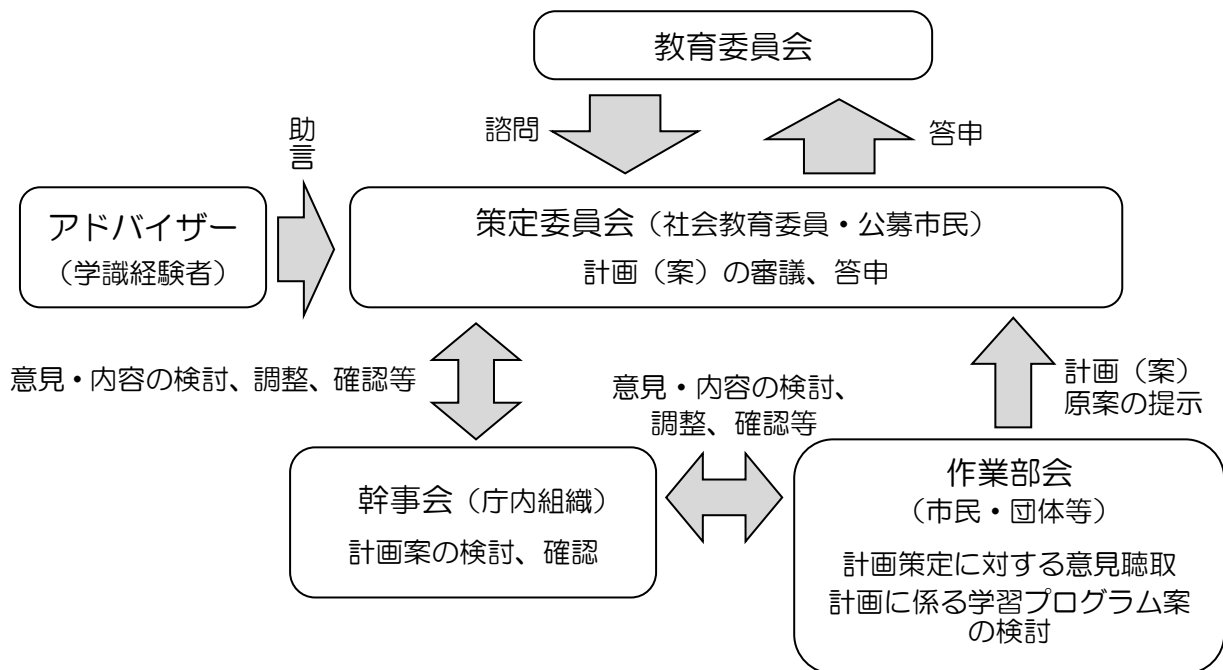 教育委員会
諮問
答申
助言
アドバイザー
（学識経験者）
策定委員会（社会教育委員・公募市民）
計画（案）の審議、答申
意見・内容の検討、調整、確認等
意見・内容の検討、
調整、確認等
計画（案）
原案の提示
幹事会（庁内組織）
計画案の検討、確認
作業部会
（市民・団体等）
計画策定に対する意見聴取
計画に係る学習プログラム案
の検討